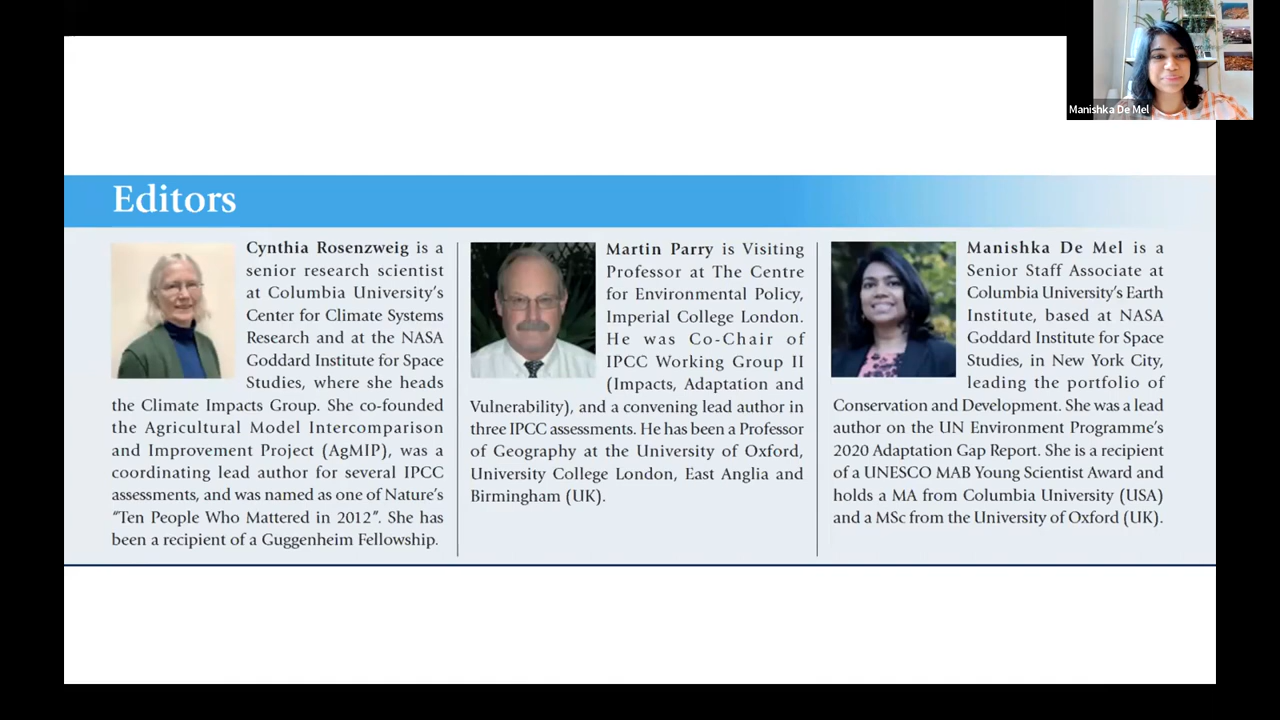 Manishka De Mel
Editors
Cynthia Rosenzweig is a
senior research scientist
at Columbia University's
Center for Climate Systems
Research and at the NASA
Goddard Institute for Space
Studies, where she heads
the Climate Impacts Group. She co-founded
the Agricultural Model Intercomparison
and Improvement Project (AgMIP), was a
coordinating lead author for several IPCC
assessments, and was named as one of Nature's
“Ten People Who Mattered in 2012”. She has
been a recipient of a Guggenheim Fellowship.
Martin Parry is Visiting
Professor at The Centre
for Environmental Policy,
Imperial College London.
He was Co-Chair of
IPCC Working Group II
(Impacts, Adaptation and
Vulnerability), and a convening lead author in
three IPCC assessments. He has been a Professor
of Geography at the University of Oxford,
University College London, East Anglia and
Birmingham (UK).
Manishka De Mel is a
Senior Staff Associate at
Columbia University's Earth
Institute, based at NASA
Goddard Institute for Space
Studies, in New York City,
leading the portfolio of
Conservation and Development. She was a lead
author on the UN Environment Programme's
2020 Adaptation Gap Report. She is a recipient
of a UNESCO MAB Young Scientist Award and
holds a MA from Columbia University (USA)
and a MSc from the University of Oxford (UK).